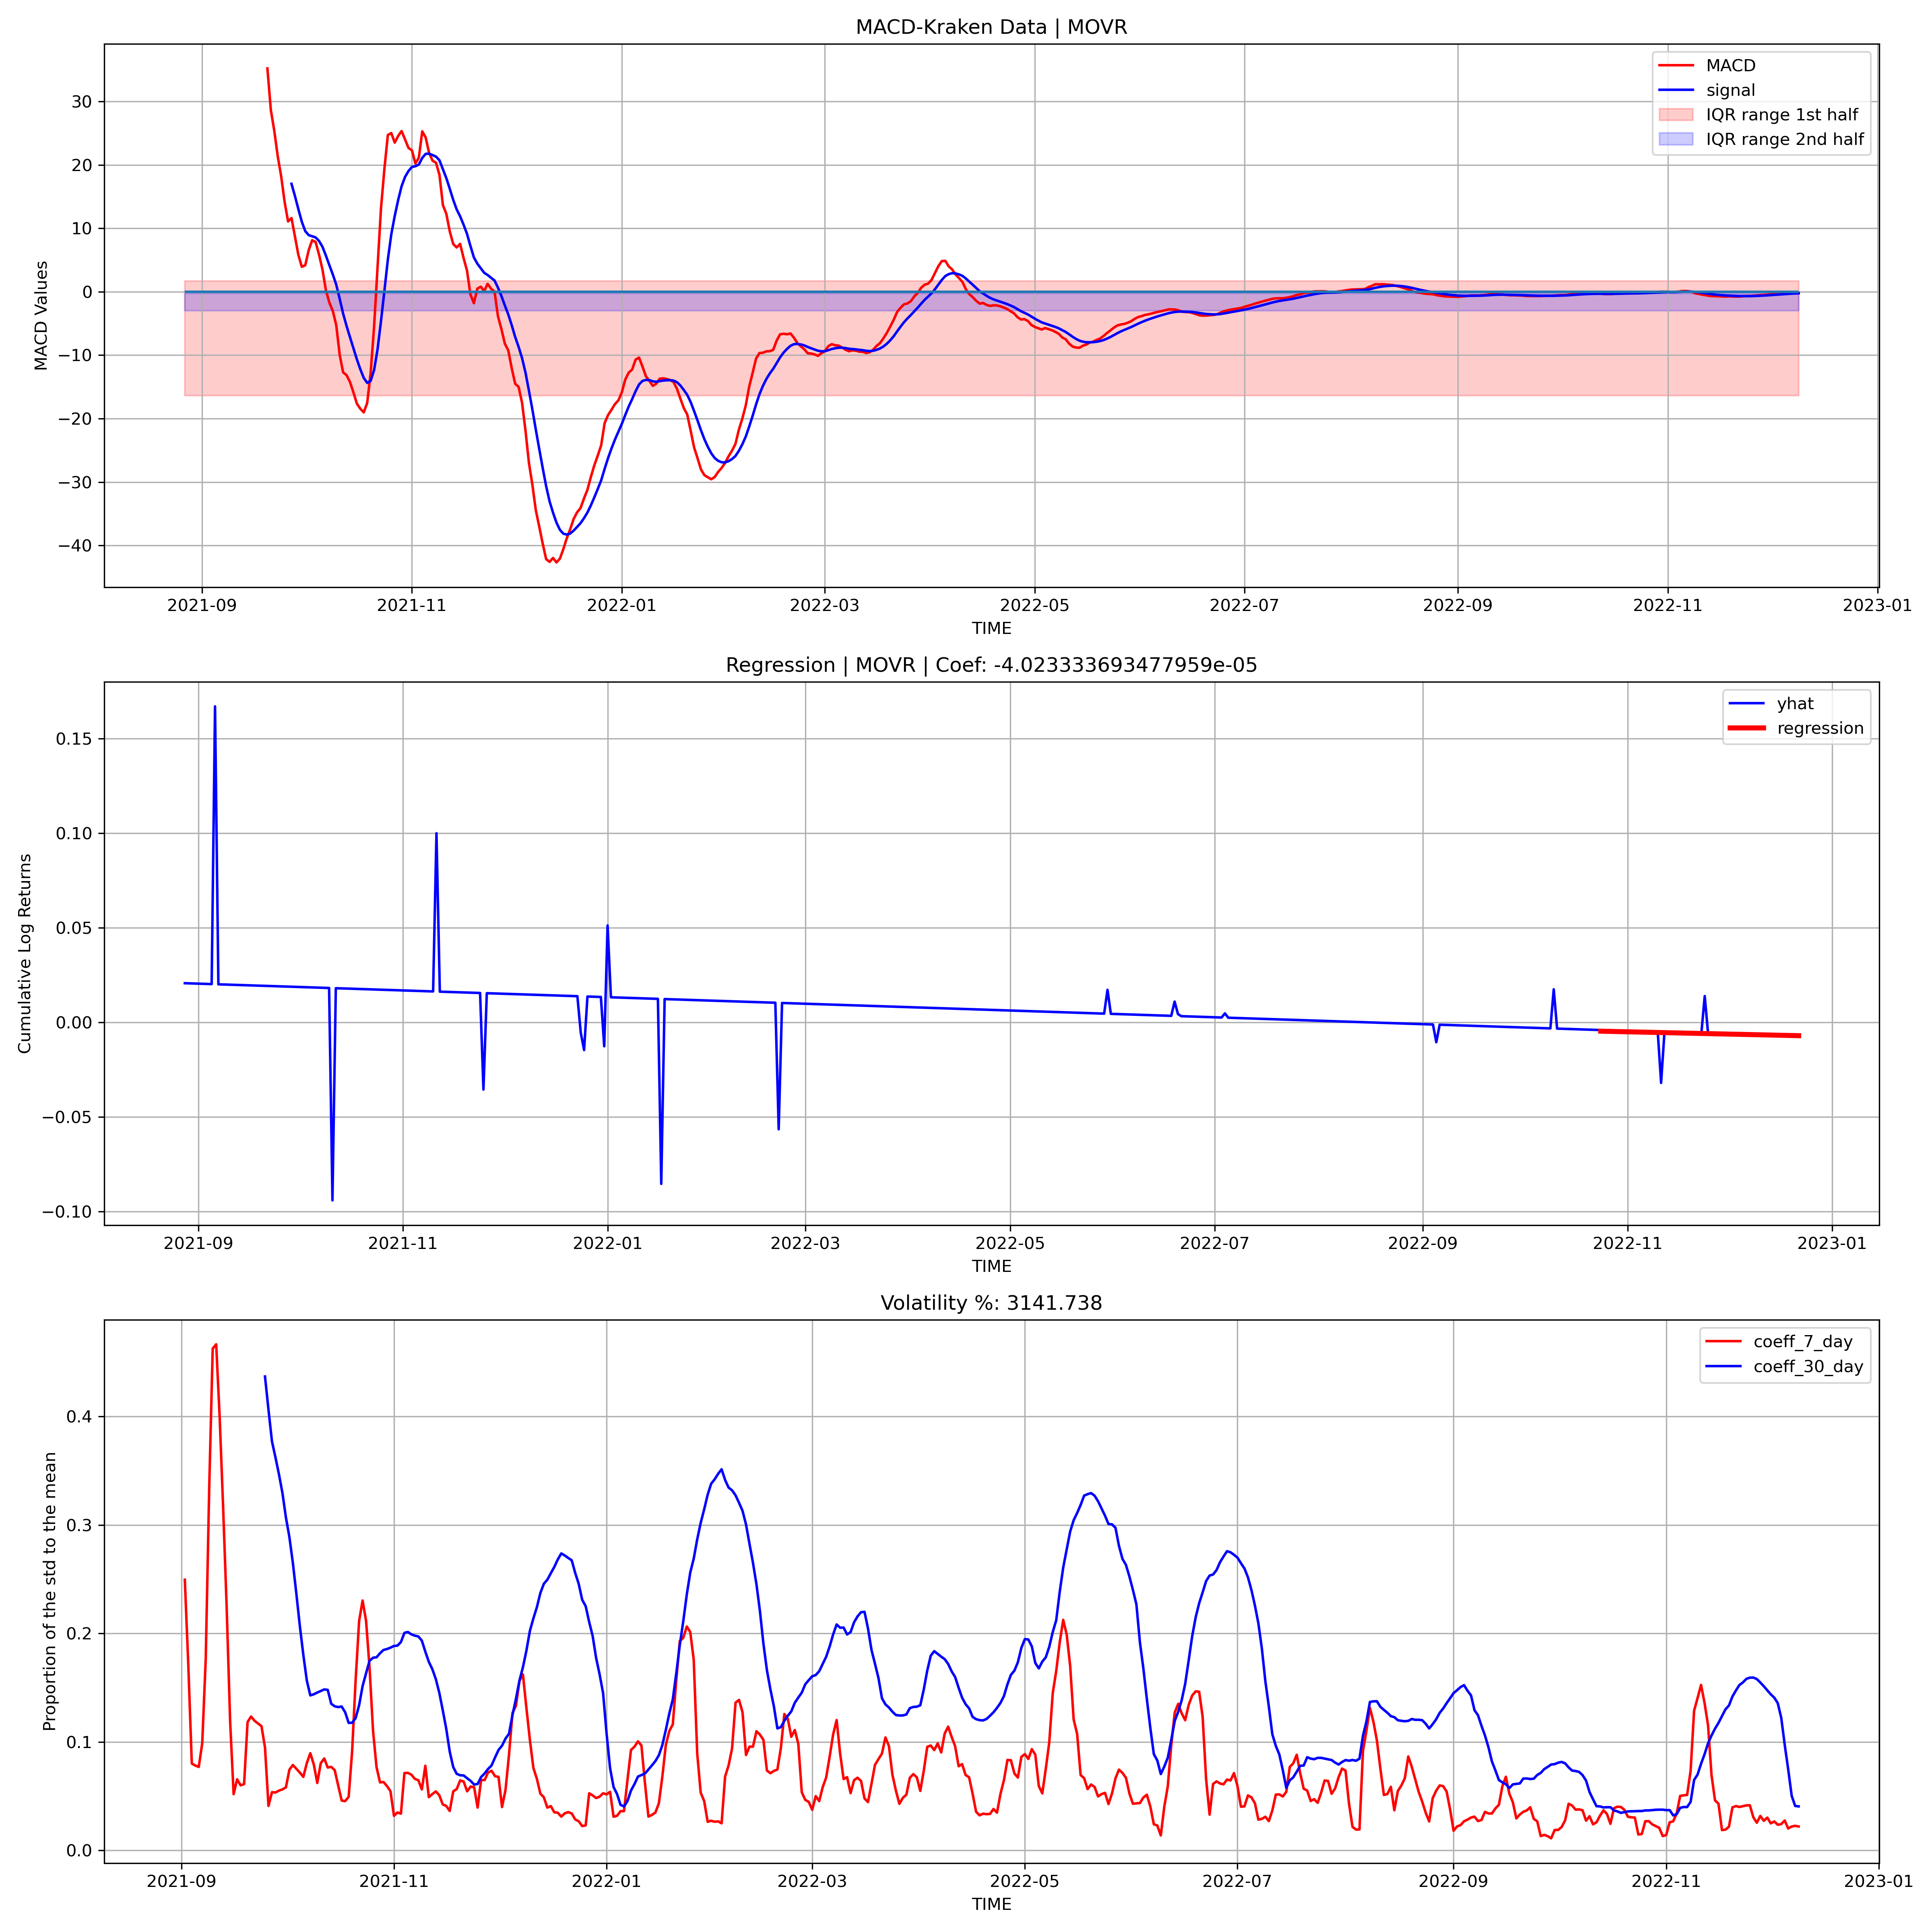 MACD-Kraken Data | MOVR
MACD
signal
IQR range 1st half
IQR range 2nd half
MACD Values
30
20
10
0
−10
−20
−30
−40
2021-09 2021-11 2022-01 2022-03 2022-05 2022-07 2022-09 2022-11 2023-01
TIME
Regression | MOVR | Coef: -4.023333693477959e-05
yhat
regression
Cumulative Log Returns
0.15
0.10
0.05
0.00
−0.05
−0.10
2021-09 2021-11 2022-01 2022-03 2022-05 2022-07 2022-09 2022-11 2023-01
TIME
Volatility %: 3141.738
coeff_7_day
coeff_30_day
Proportion of the std to the mean
0.4
0.3
0.2
0.1
0.0
2021-09 2021-11 2022-01 2022-03 2022-05 2022-07 2022-09 2022-11 2023-01
TIME